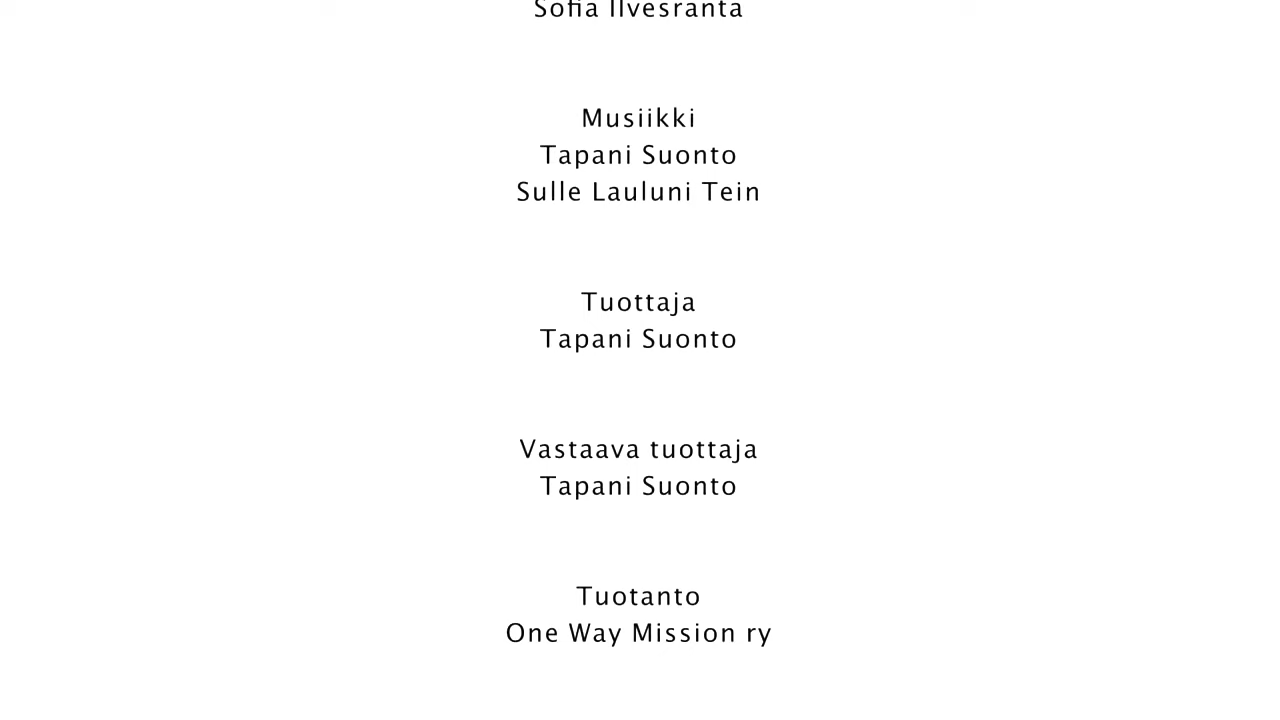 Sofia Ilvesranta
Musiikki
Tapani Suonto
Sulle Lauluni Tein
Tuottaja
Tapani Suonto
Vastaava tuottaja
Tapani Suonto
Tuotanto
One Way Mission ry